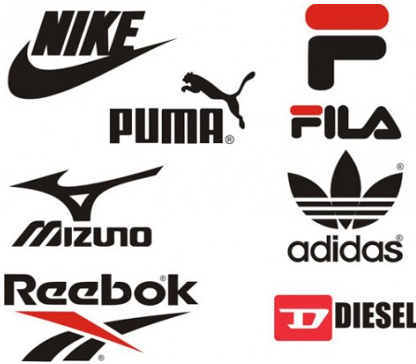 NIKE
PUMA®
F
FILA
MIZUNO
adidas®
Reebok®
D DIESEL